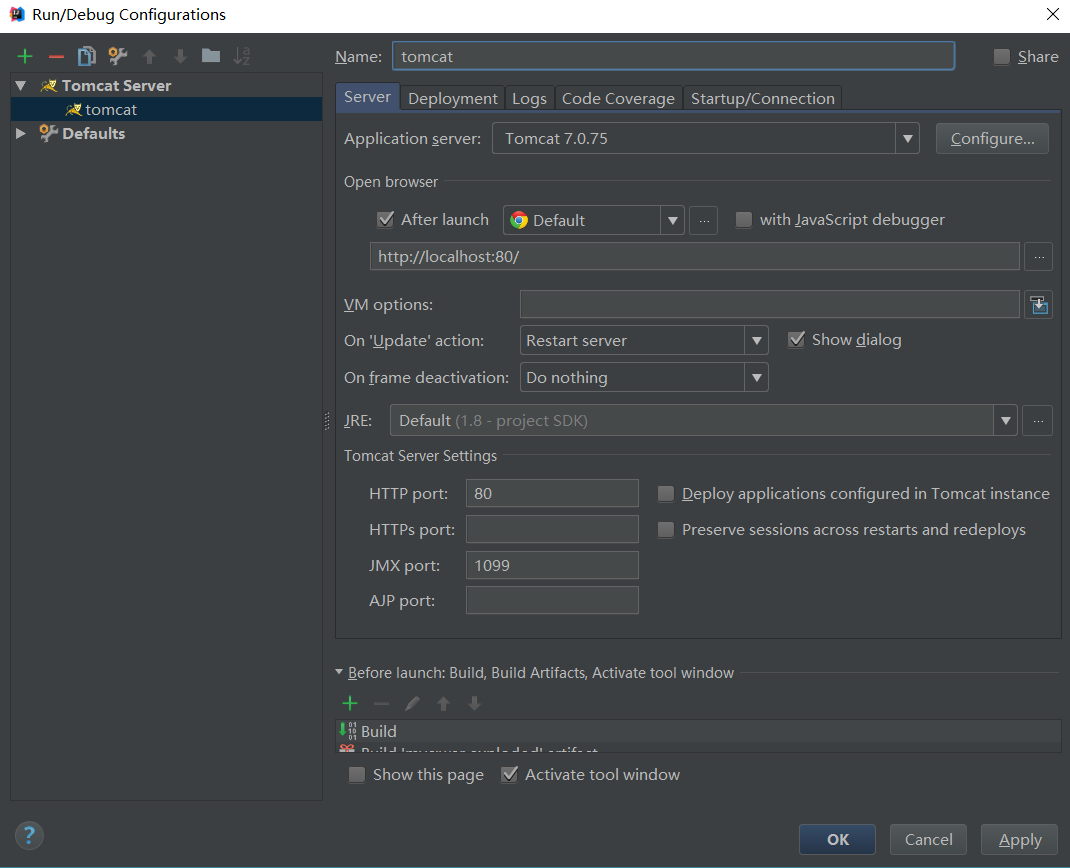 Run/Debug Configurations
Name: tomcat Share
Tomcat Server
tomcat
Defaults
Server Deployment Logs Code Coverage Startup/Connection
Application server: Tomcat 7.0.75 Configure...
Open browser
After launch Default ... with JavaScript debugger
http://localhost:80/ ...
VM options:
On 'Update' action: Restart server Show dialog
On frame deactivation: Do nothing
JRE: Default (1.8 - project SDK) ...
Tomcat Server Settings
HTTP port: 80 Deploy applications configured in Tomcat instance
HTTPs port: Preserve sessions across restarts and redeploys
JMX port: 1099
AJP port:
Before launch: Build, Build Artifacts, Activate tool window
Build
Build exploded' artifact
Show this page Activate tool window
? OK Cancel Apply